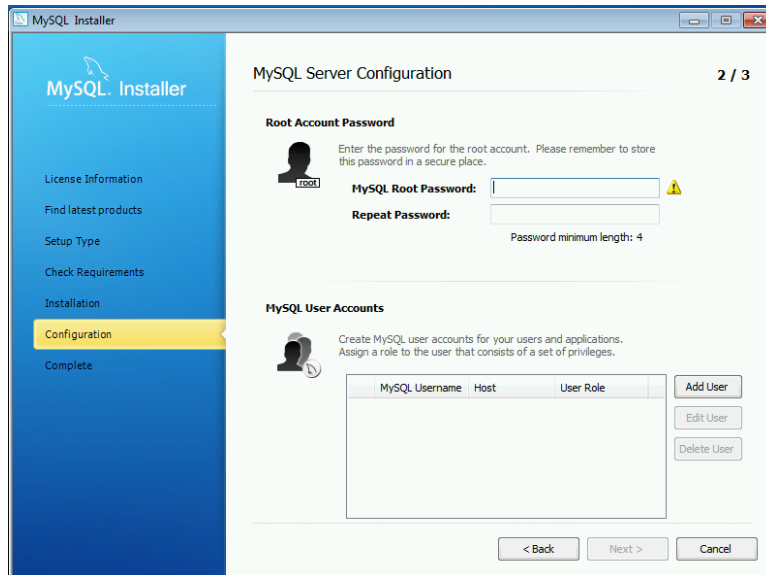 MySQL Installer
MySQL. Installer
MySQL Server Configuration
2 / 3
License Information
Find latest products
Setup Type
Check Requirements
Installation
Configuration
Complete
Root Account Password
Enter the password for the root account. Please remember to store
this password in a secure place.
root
MySQL Root Password:
Repeat Password:
Password minimum length: 4
MySQL User Accounts
Create MySQL user accounts for your users and applications.
Assign a role to the user that consists of a set of privileges.
MySQL Username Host User Role
Add User
Edit User
Delete User
< Back Next > Cancel